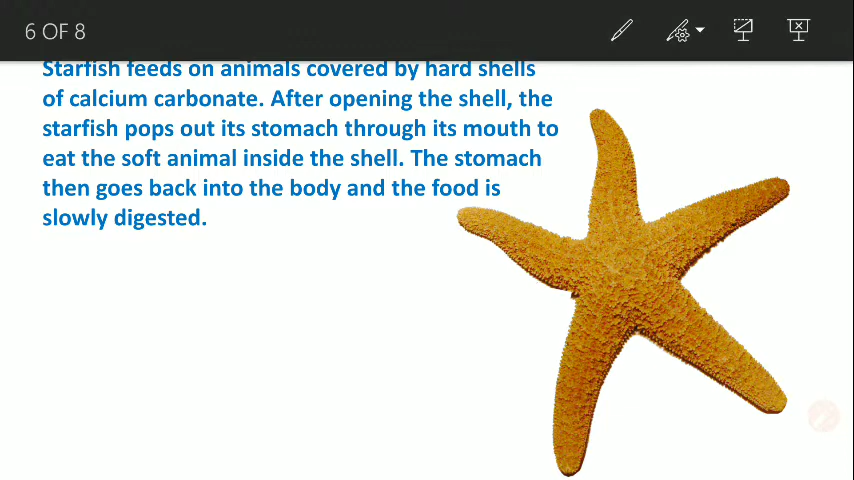 6 OF 8
Starfish feeds on animals covered by hard shells
of calcium carbonate. After opening the shell, the
starfish pops out its stomach through its mouth to
eat the soft animal inside the shell. The stomach
then goes back into the body and the food is
slowly digested.